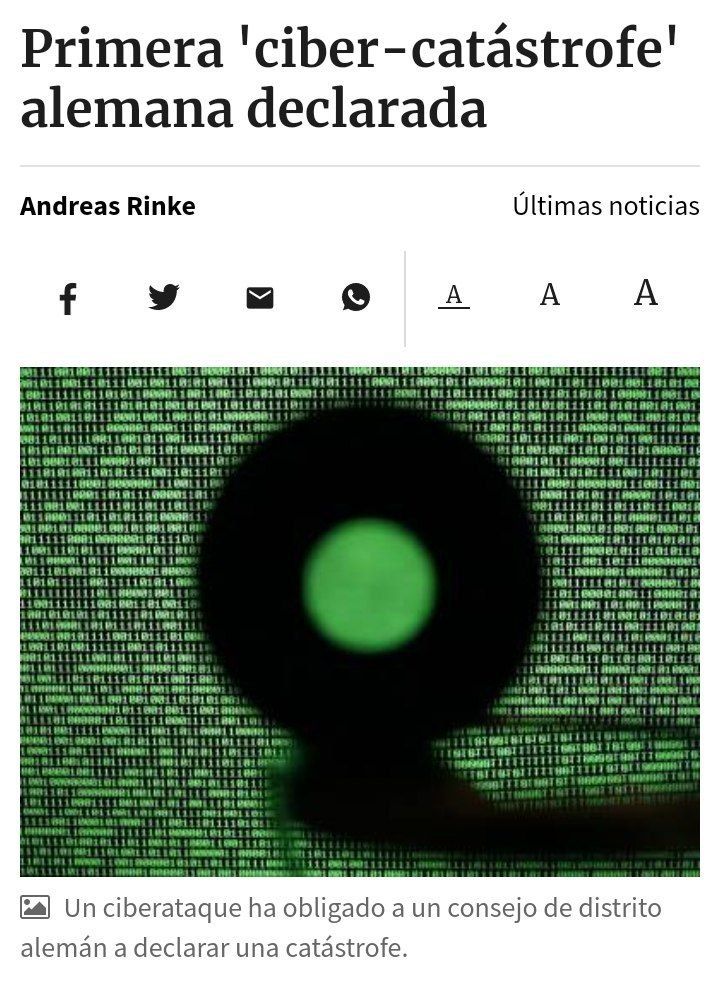 Primera 'ciber-catástrofe'
alemana declarada
Andreas Rinke
Últimas noticias
A A A
Un ciberataque ha obligado a un consejo de distrito
alemán a declarar una catástrofe.